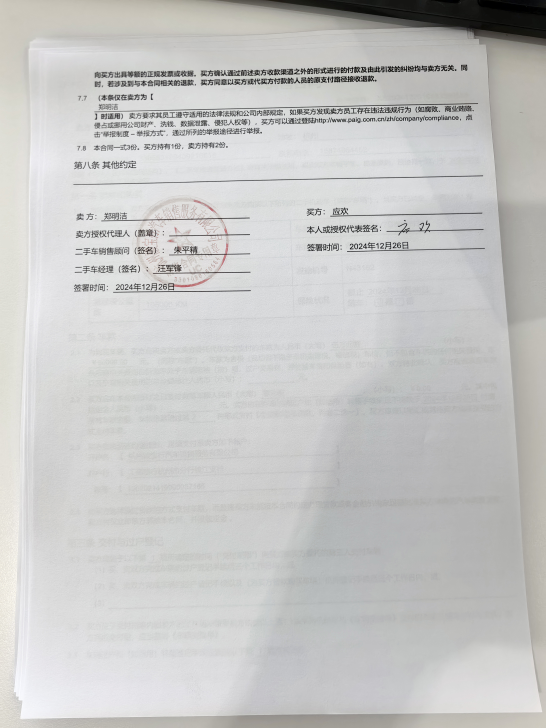 向买方出具等额的正规发票或收据。买方确认通过前述卖方收款渠道之外的形式进行的付款及由此引发的纠纷均与卖方无关。同
时，若涉及到与本合同相关的退款，买方同意以买方或代买方付款的人员的原支付路径接收退款。
7.7 （本条仅在卖方为【
郑明洁
】时适用）卖方要求其员工遵守适用的法律法规和公司内部规定，如果买方发现卖方员工存在违法违规行为（如腐败、商业贿赂、
侵占或挪用公司财产、洗钱、数据泄露、侵犯人权等），买方可以通过登陆http://www.paig.com.cn/zh/company/compliance，点
击“举报制度 – 举报方式”，通过所列的举报途径进行举报。
7.8 本合同一式3份。买方持有1份，卖方持有2份。
第八条 其他约定
卖 方： 郑明洁
卖方授权代理人（盖章）：
二手车销售顾问（签名）： 朱平精
二手车经理（签名）： 汪军锋
签署时间： 2024年12月26日
买方： 应欢
本人或授权代表签名： 应欢
签署时间： 2024年12月26日